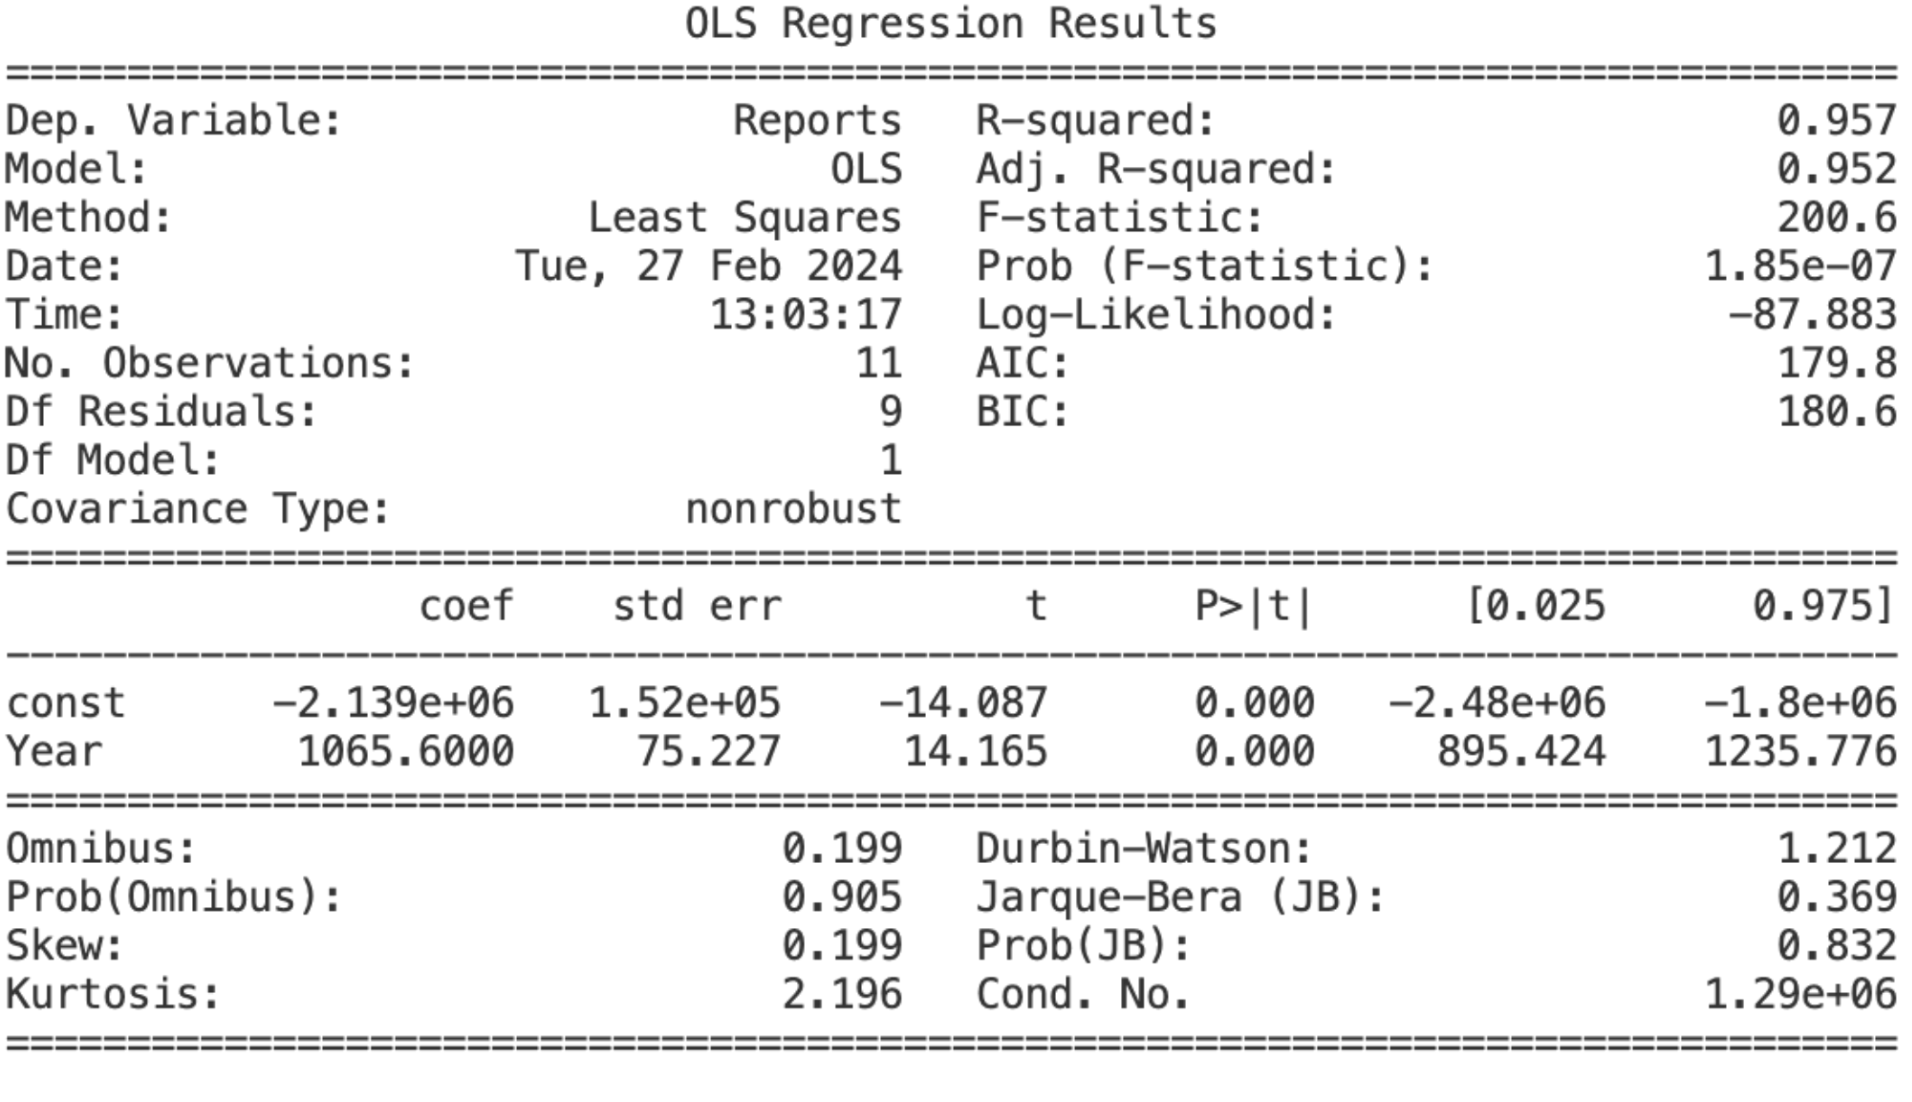 OLS Regression Results
==============================================================================
Dep. Variable:                Reports   R-squared:                       0.957
Model:                            OLS   Adj. R-squared:                  0.952
Method:                 Least Squares   F-statistic:                     200.6
Date:                Tue, 27 Feb 2024   Prob (F-statistic):           1.85e-07
Time:                        13:03:17   Log-Likelihood:                -87.883
No. Observations:                  11   AIC:                             179.8
Df Residuals:                       9   BIC:                             180.6
Df Model:                           1
Covariance Type:            nonrobust
==============================================================================
                 coef    std err          t      P>|t|      [0.025      0.975]
------------------------------------------------------------------------------
const      -2.139e+06   1.52e+05    -14.087      0.000   -2.48e+06    -1.8e+06
Year        1065.6000     75.227     14.165      0.000     895.424    1235.776
==============================================================================
Omnibus:                        0.199   Durbin-Watson:                   1.212
Prob(Omnibus):                  0.905   Jarque-Bera (JB):                0.369
Skew:                           0.199   Prob(JB):                        0.832
Kurtosis:                       2.196   Cond. No.                     1.29e+06
==============================================================================